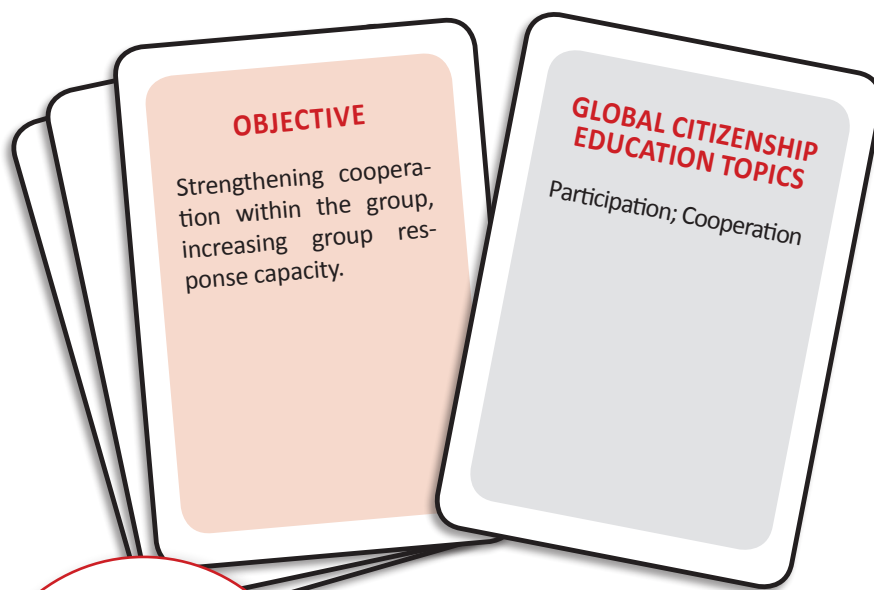 OBJECTIVE
Strengthening coopera-
tion within the group,
increasing group res-
ponse capacity.
GLOBAL CITIZENSHIP
EDUCATION TOPICS
Participation; Cooperation